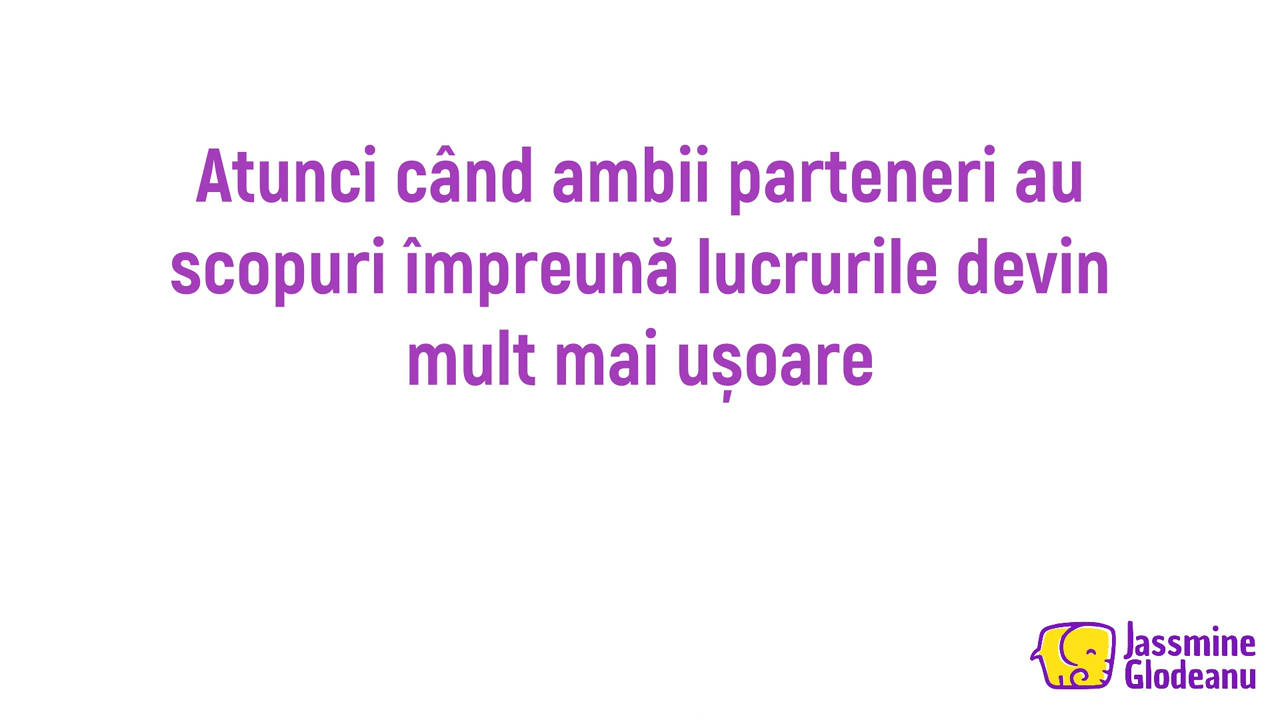 Atunci când ambii parteneri au
scopuri împreună lucrurile devin
mult mai ușoare
Jassmine
Glodeanu